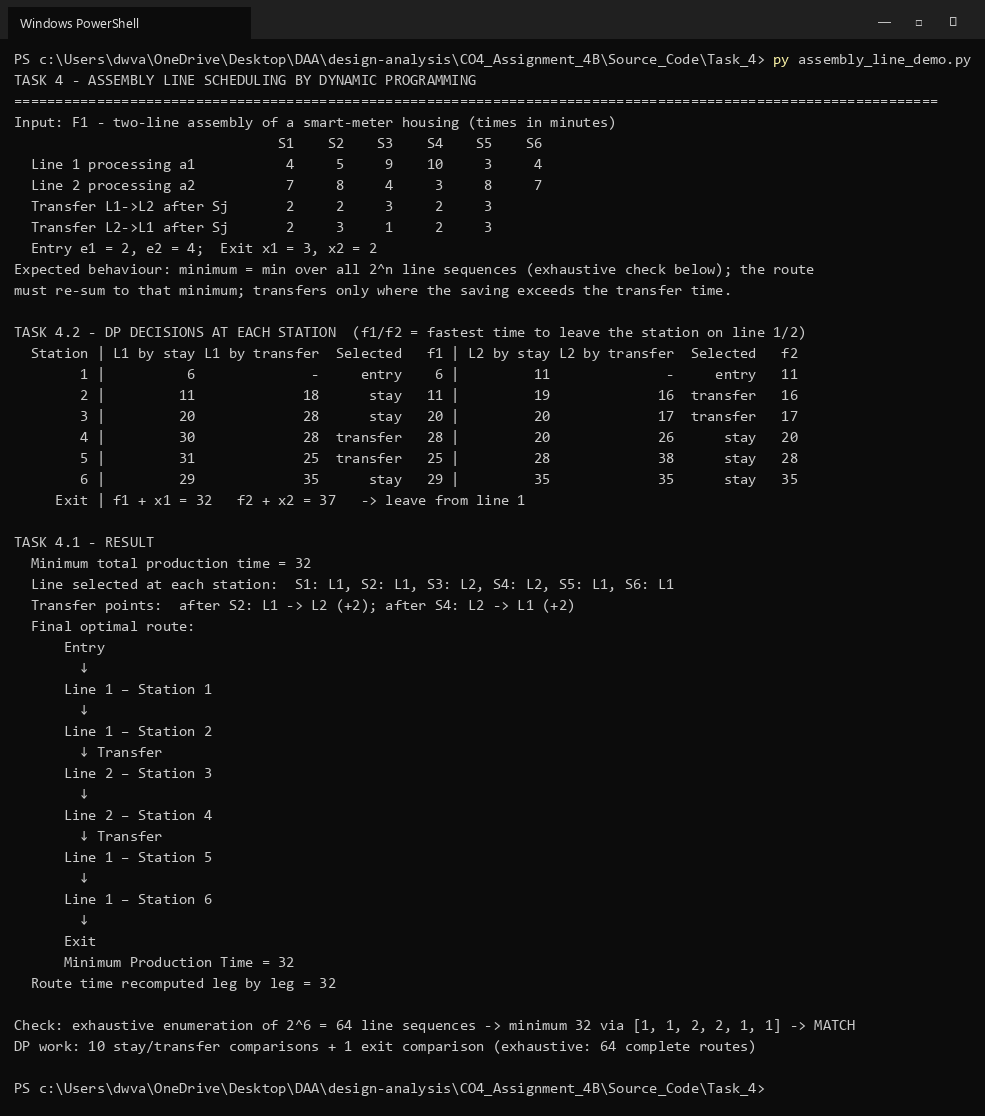 Windows PowerShell
PS c:\Users\dwva\OneDrive\Desktop\DAA\design-analysis\CO4_Assignment_4B\Source_Code\Task_4> py assembly_line_demo.py
TASK 4 - ASSEMBLY LINE SCHEDULING BY DYNAMIC PROGRAMMING
================================================================================================================
Input: F1 - two-line assembly of a smart-meter housing (times in minutes)
                                S1    S2    S3    S4    S5    S6
  Line 1 processing a1           4     5     9    10     3     4
  Line 2 processing a2           7     8     4     3     8     7
  Transfer L1->L2 after Sj       2     2     3     2     3
  Transfer L2->L1 after Sj       2     3     1     2     3
  Entry e1 = 2, e2 = 4;  Exit x1 = 3, x2 = 2
Expected behaviour: minimum = min over all 2^n line sequences (exhaustive check below); the route
must re-sum to that minimum; transfers only where the saving exceeds the transfer time.

TASK 4.2 - DP DECISIONS AT EACH STATION  (f1/f2 = fastest time to leave the station on line 1/2)
  Station | L1 by stay L1 by transfer  Selected   f1 | L2 by stay L2 by transfer  Selected   f2
        1 |          6              -     entry    6 |         11              -     entry   11
        2 |         11             18      stay   11 |         19             16  transfer   16
        3 |         20             28      stay   20 |         20             17  transfer   17
        4 |         30             28  transfer   28 |         20             26      stay   20
        5 |         31             25  transfer   25 |         28             38      stay   28
        6 |         29             35      stay   29 |         35             35      stay   35
     Exit | f1 + x1 = 32   f2 + x2 = 37   -> leave from line 1

TASK 4.1 - RESULT
  Minimum total production time = 32
  Line selected at each station:  S1: L1, S2: L1, S3: L2, S4: L2, S5: L1, S6: L1
  Transfer points:  after S2: L1 -> L2 (+2); after S4: L2 -> L1 (+2)
  Final optimal route:
      Entry
        ↓
      Line 1 – Station 1
        ↓
      Line 1 – Station 2
        ↓ Transfer
      Line 2 – Station 3
        ↓
      Line 2 – Station 4
        ↓ Transfer
      Line 1 – Station 5
        ↓
      Line 1 – Station 6
        ↓
      Exit
      Minimum Production Time = 32
  Route time recomputed leg by leg = 32

Check: exhaustive enumeration of 2^6 = 64 line sequences -> minimum 32 via [1, 1, 2, 2, 1, 1] -> MATCH
DP work: 10 stay/transfer comparisons + 1 exit comparison (exhaustive: 64 complete routes)

PS c:\Users\dwva\OneDrive\Desktop\DAA\design-analysis\CO4_Assignment_4B\Source_Code\Task_4>